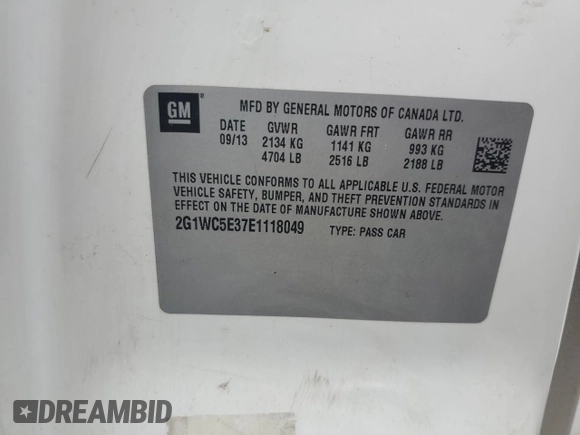 GM
MFD BY GENERAL MOTORS OF CANADA LTD.
DATE GVWR GAWR FRT GAWR RR
09/13 2134 KG 1141 KG 993 KG
4704 LB 2516 LB 2188 LB
THIS VEHICLE CONFORMS TO ALL APPLICABLE U.S. FEDERAL MOTOR
VEHICLE SAFETY, BUMPER, AND THEFT PREVENTION STANDARDS IN
EFFECT ON THE DATE OF MANUFACTURE SHOWN ABOVE.
2G1WC5E37E1118049 TYPE: PASS CAR
DREAMBID